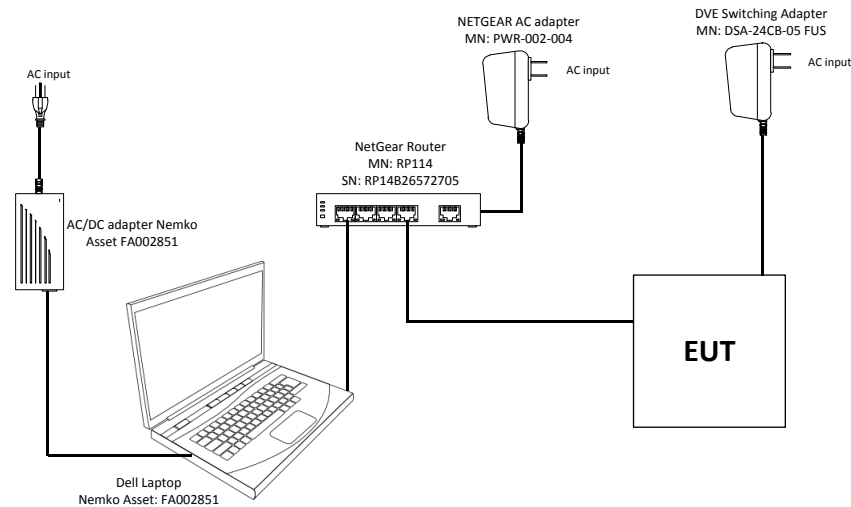 NETGEAR AC adapter
MN: PWR-002-004
AC input
DVE Switching Adapter
MN: DSA-24CB-05 FUS
AC input
AC input
NetGear Router
MN: RP114
SN: RP14B26572705
AC/DC adapter Nemko
Asset FA002851
EUT
Dell Laptop
Nemko Asset: FA002851